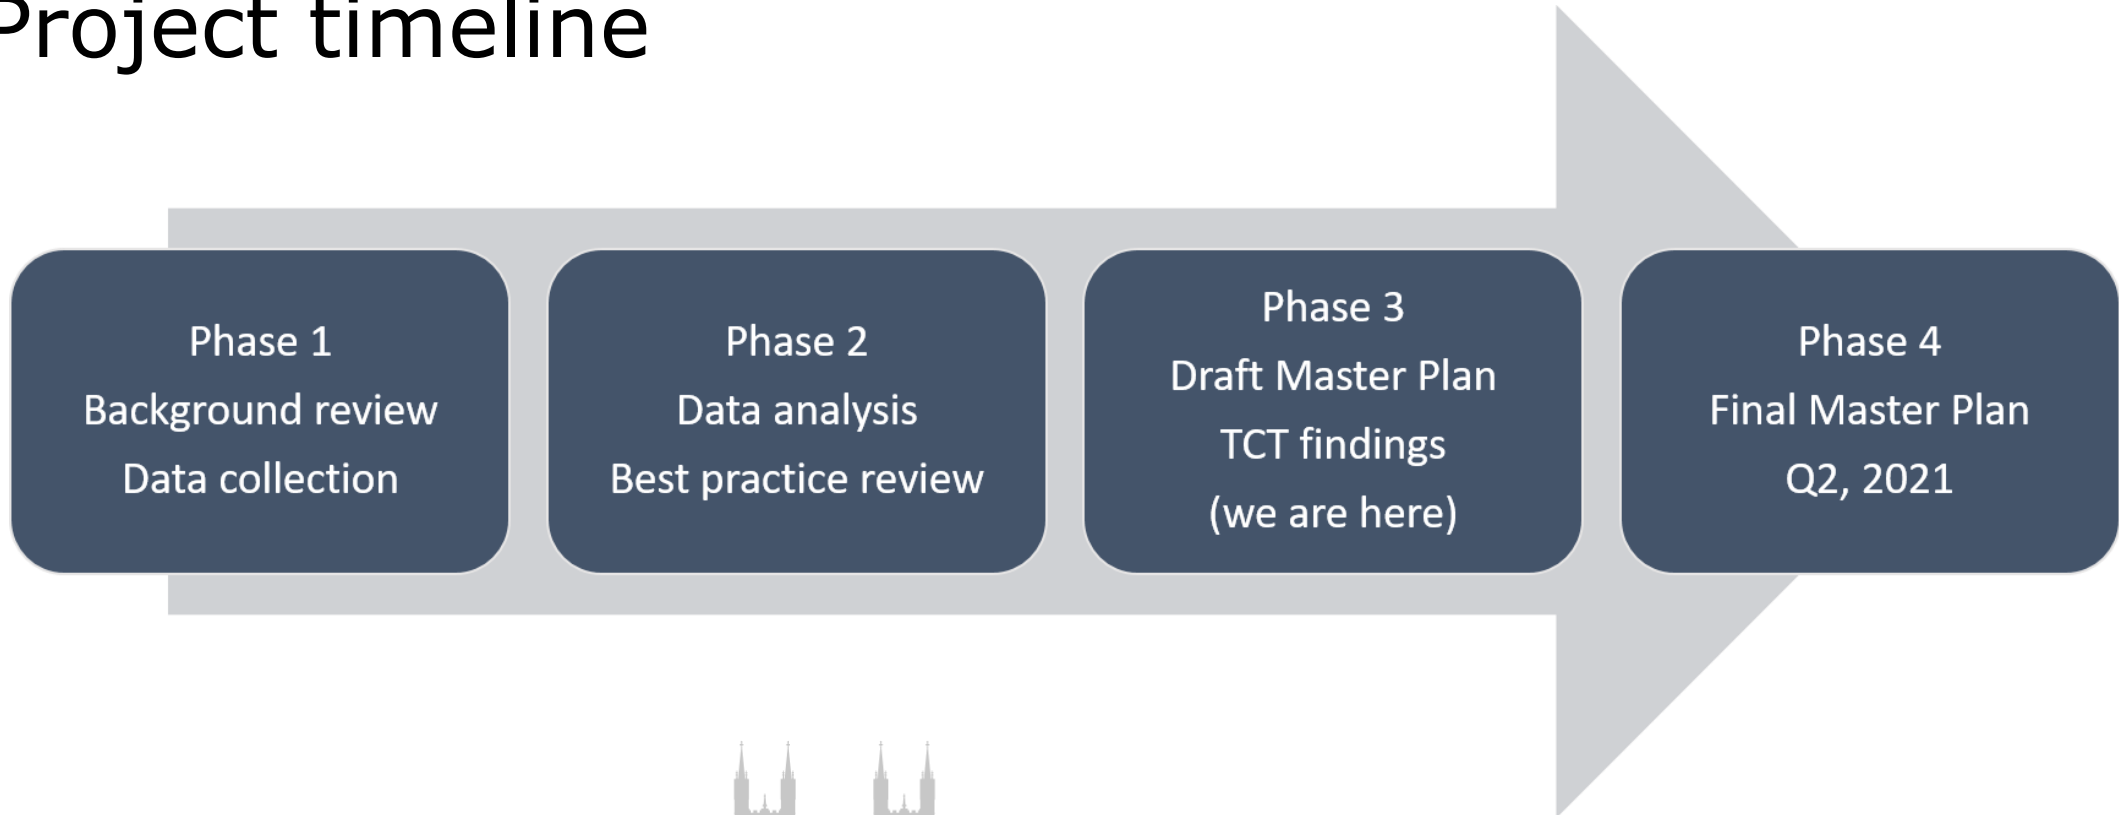 Project timeline
Phase 1
Background review
Data collection
Phase 2
Data analysis
Best practice review
Phase 3
Draft Master Plan
TCT findings
(we are here)
Phase 4
Final Master Plan
Q2, 2021